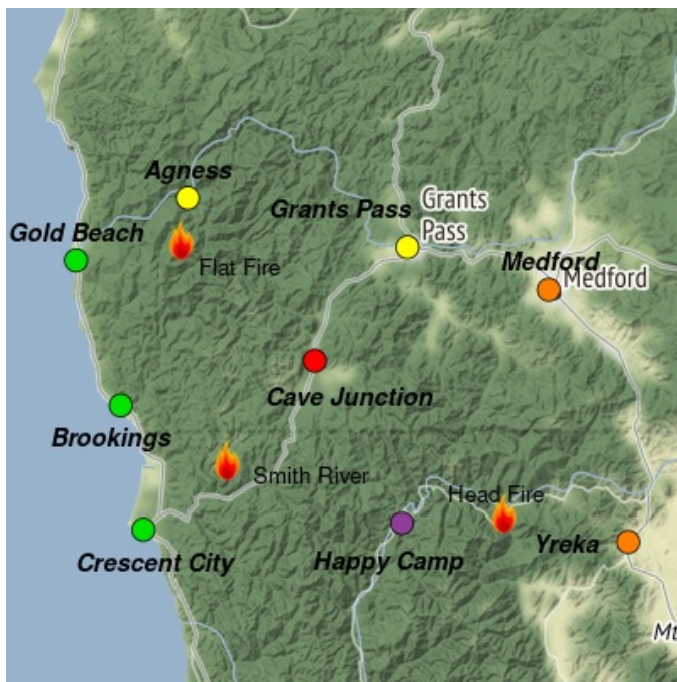 Agness
Grants Pass
Grants
Pass
Gold Beach
Flat Fire
Medford
Medford
Cave Junction
Brookings
Smith River
Head Fire
Crescent City
Happy Camp
Yreka
Mt